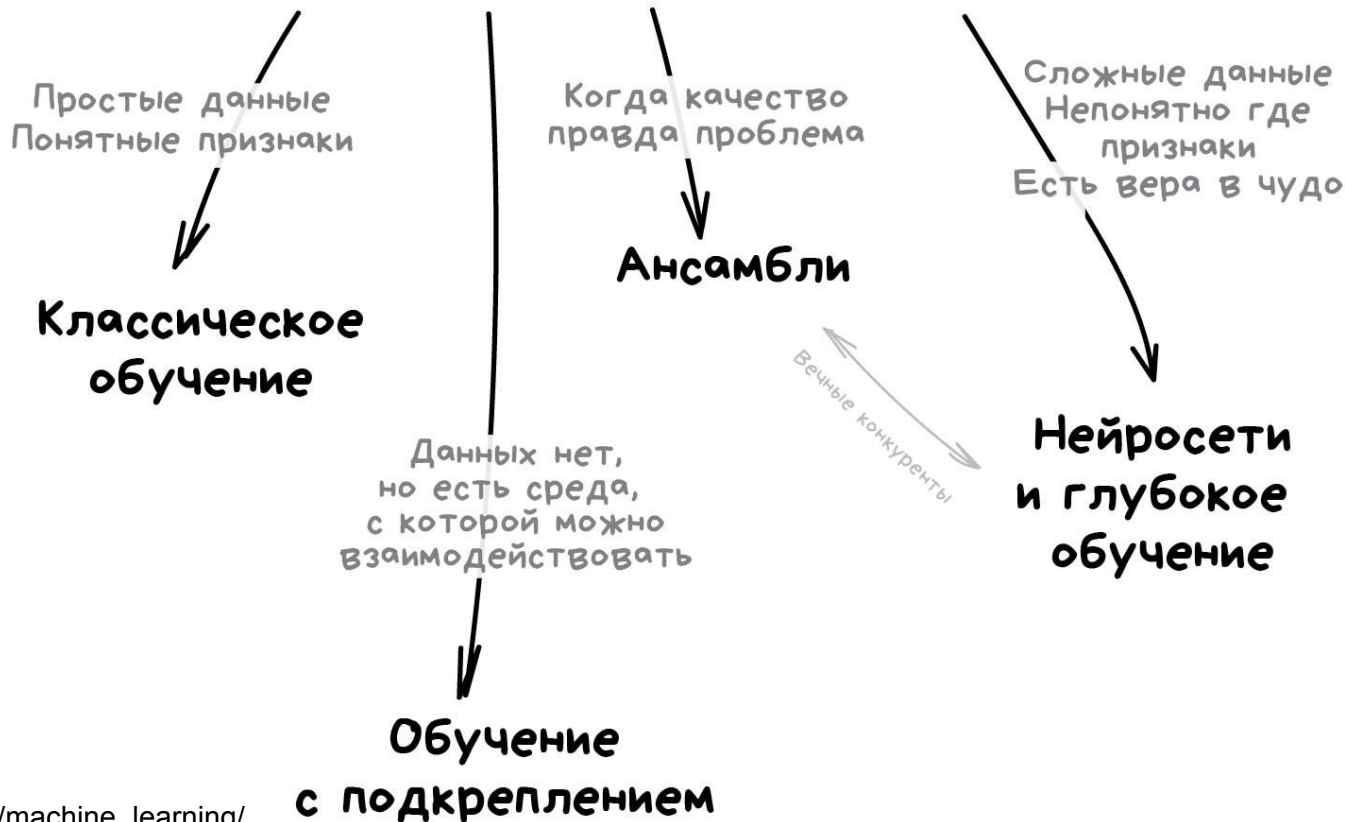 Простые данные
Понятные признаки
Когда качество
правда проблема
Сложные данные
Непонятно где
признаки
Есть вера в чудо
Классическое
обучение
Ансамбли
Вечные конкуренты
Данных нет,
но есть среда,
с которой можно
взаимодействовать
Нейросети
и глубокое
обучение
Обучение
с подкреплением
/machine_learning/